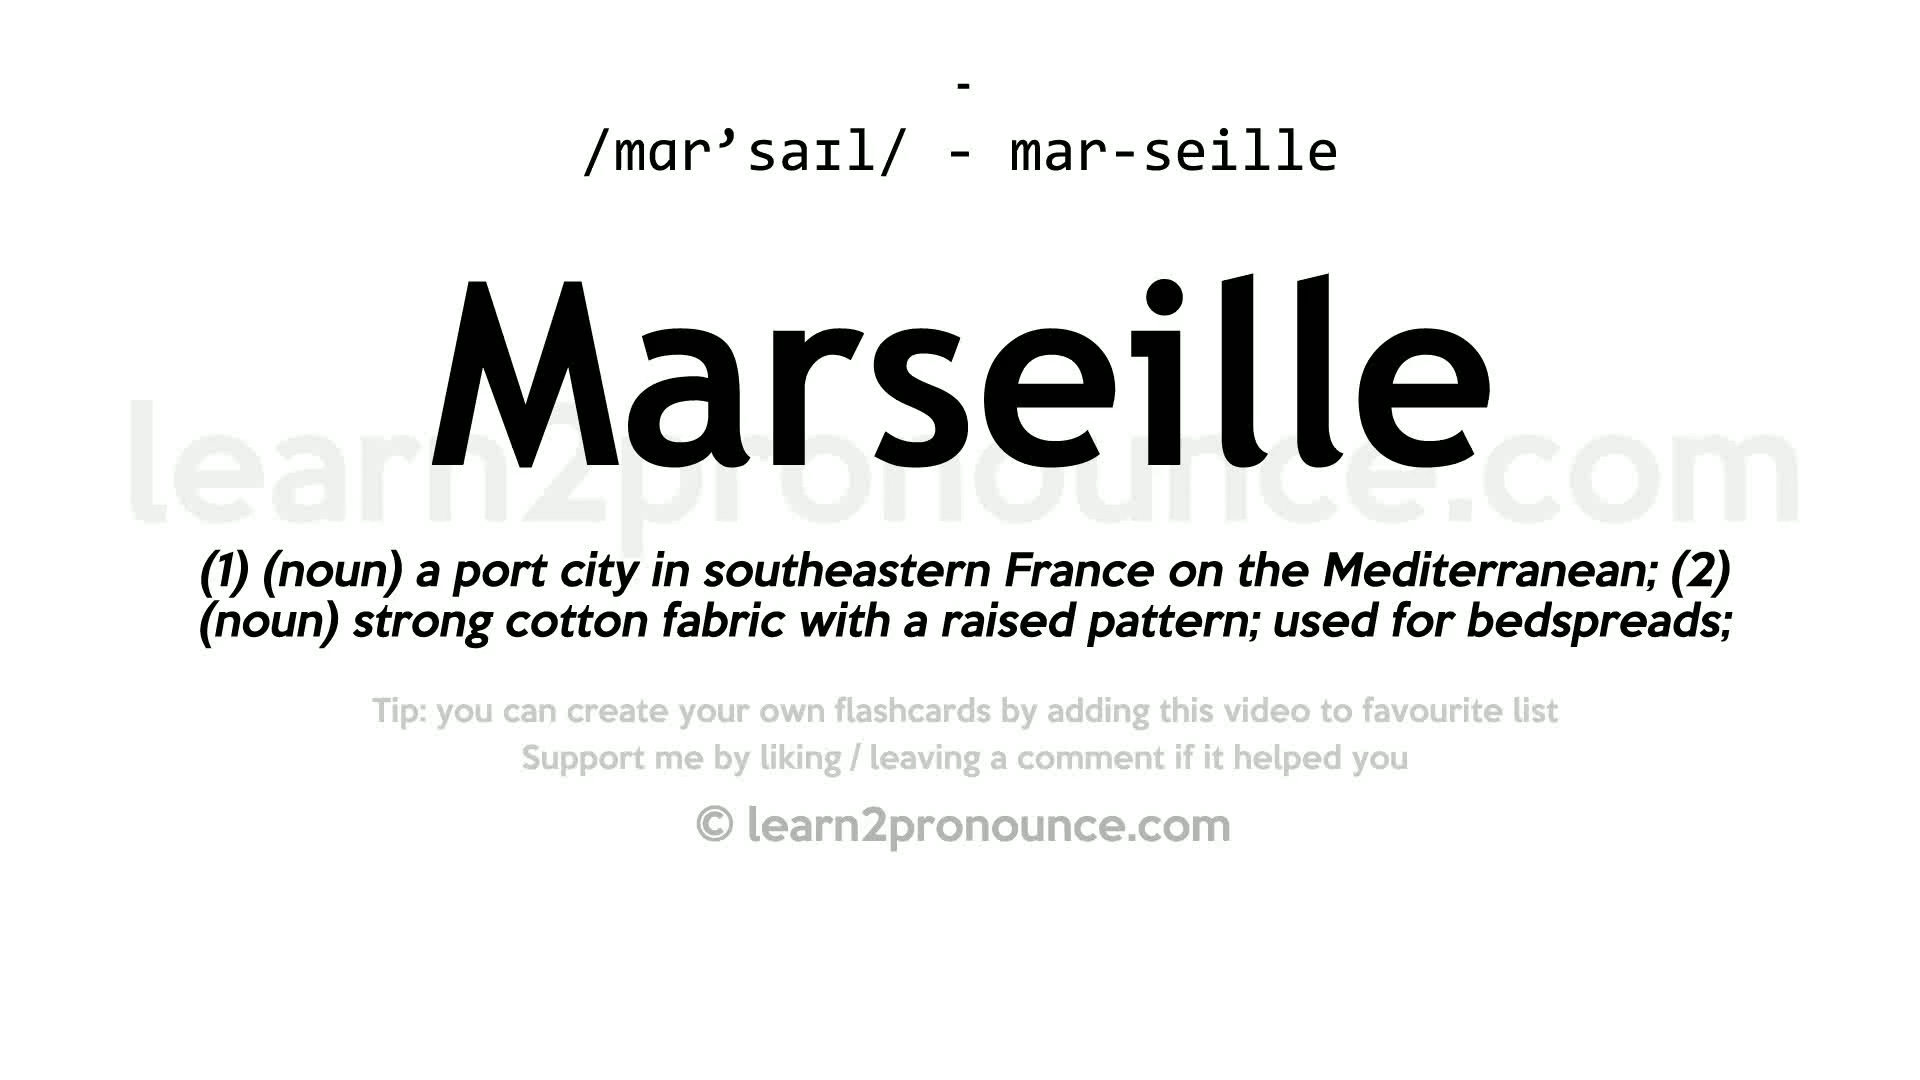 -
/mɑr’saɪl/ - mar-seille
Marseille
learn2pronounce.com
(1) (noun) a port city in southeastern France on the Mediterranean; (2)
(noun) strong cotton fabric with a raised pattern; used for bedspreads;
Tip: you can create your own flashcards by adding this video to favourite list
Support me by liking / leaving a comment if it helped you
© learn2pronounce.com